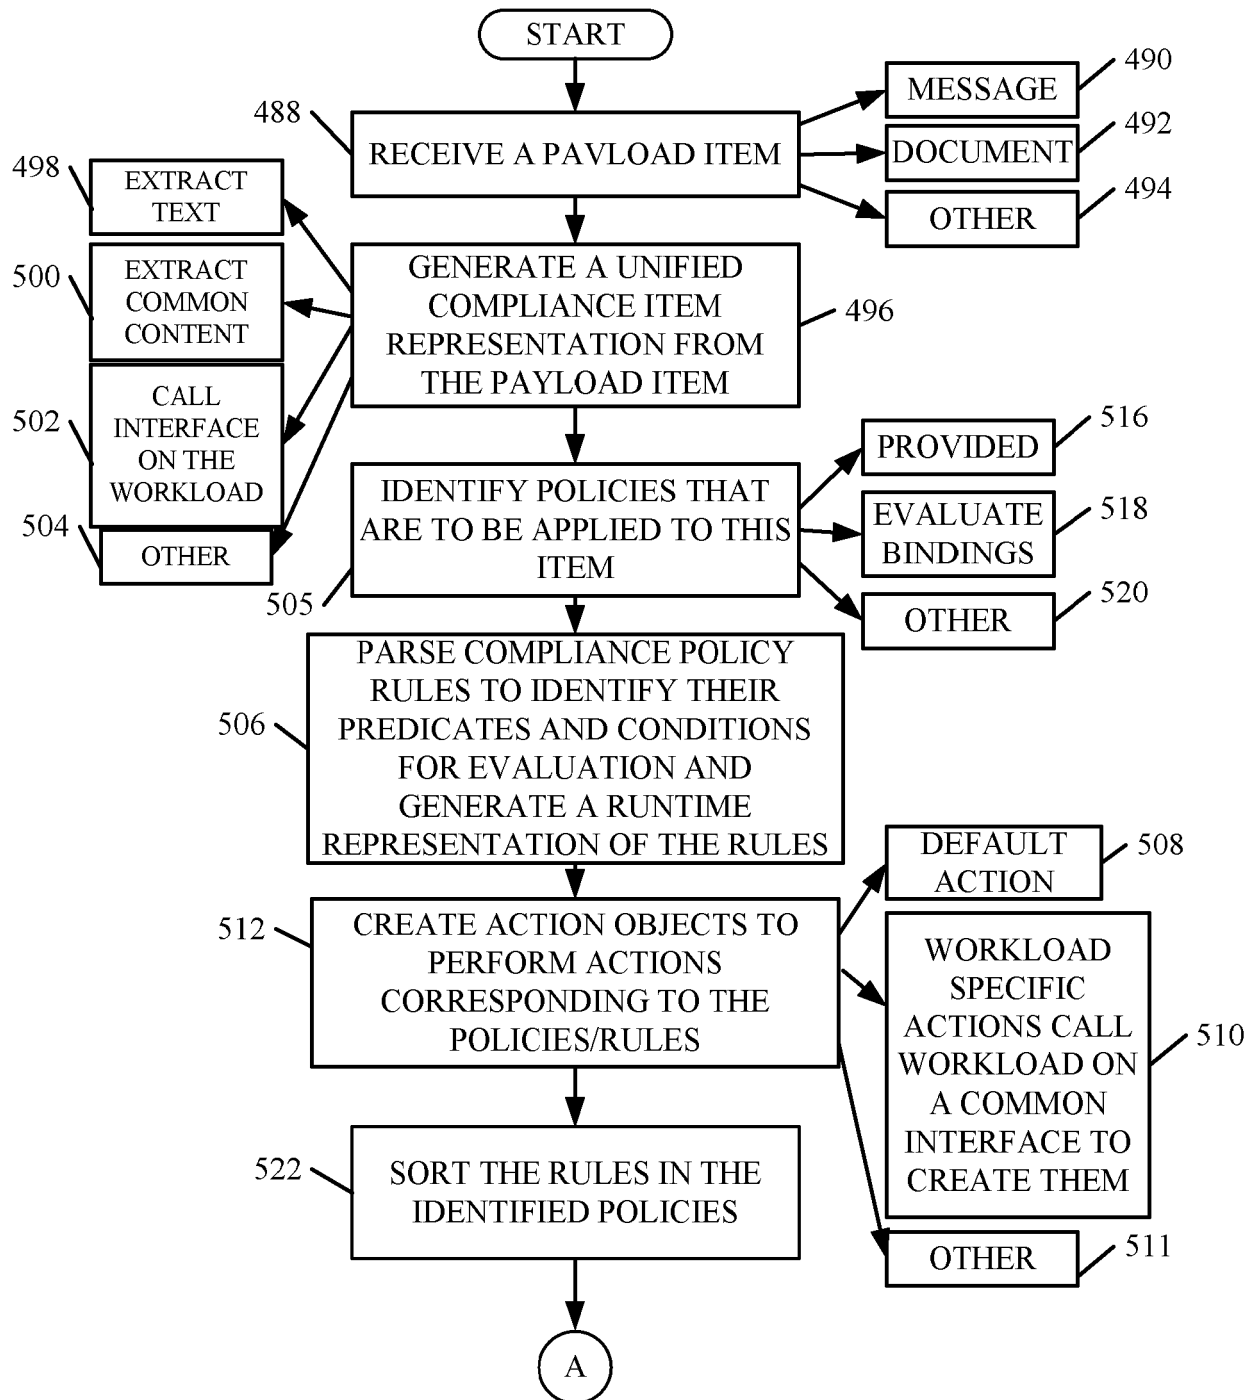 START
490
MESSAGE
488
RECEIVE A PAVLOAD ITEM
492
DOCUMENT
494
OTHER
498
EXTRACT
TEXT
500
EXTRACT
COMMON
CONTENT
GENERATE A UNIFIED
COMPLIANCE ITEM
REPRESENTATION FROM
THE PAYLOAD ITEM
496
502
CALL
INTERFACE
ON THE
WORKLOAD
504
OTHER
IDENTIFY POLICIES THAT
ARE TO BE APPLIED TO THIS
ITEM
505
516
PROVIDED
EVALUATE
BINDINGS
518
520
OTHER
PARSE COMPLIANCE POLICY
RULES TO IDENTIFY THEIR
PREDICATES AND CONDITIONS
FOR EVALUATION AND
GENERATE A RUNTIME
REPRESENTATION OF THE RULES
506
DEFAULT
ACTION
508
512
CREATE ACTION OBJECTS TO
PERFORM ACTIONS
CORRESPONDING TO THE
POLICIES/RULES
WORKLOAD
SPECIFIC
ACTIONS CALL
WORKLOAD ON
A COMMON
INTERFACE TO
CREATE THEM
510
522
SORT THE RULES IN THE
IDENTIFIED POLICIES
OTHER
511
A